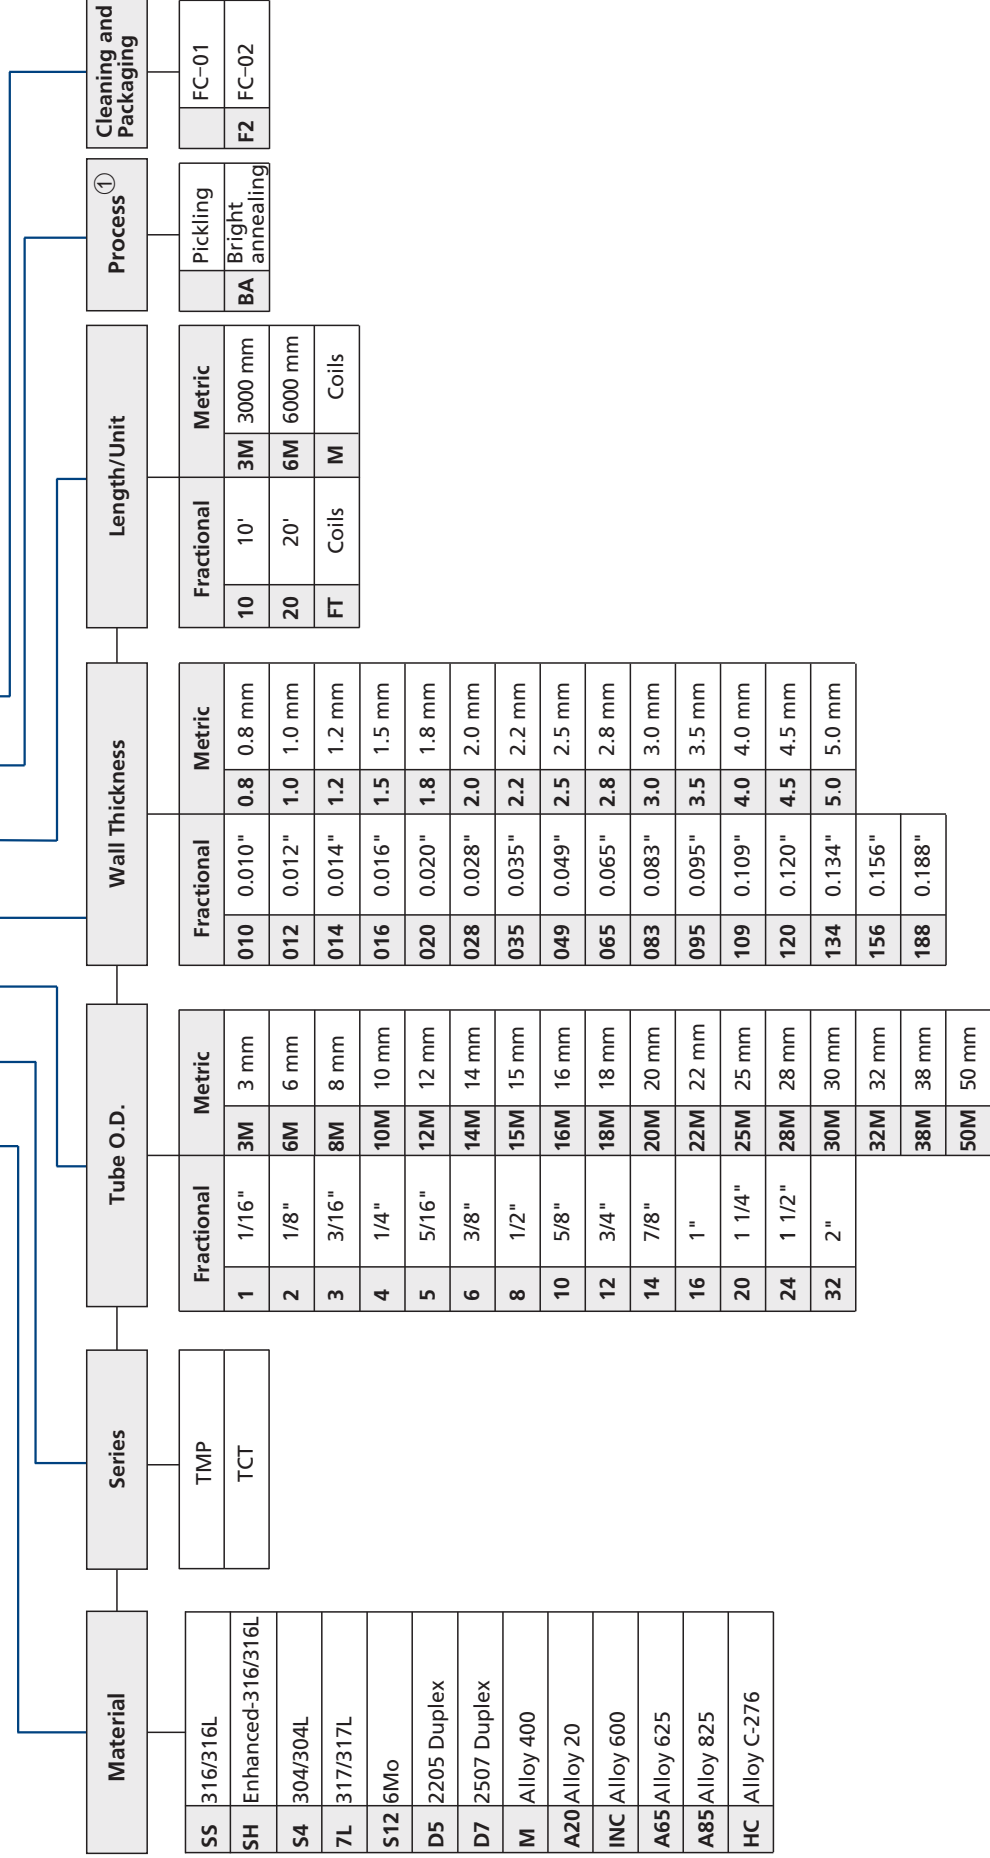 Material
SS 316/316L
SH Enhanced-316/316L
S4 304/304L
7L 317/317L
S12 6Mo
D5 2205 Duplex
D7 2507 Duplex
M Alloy 400
A20 Alloy 20
INC Alloy 600
A65 Alloy 625
A85 Alloy 825
HC Alloy C-276
Series
TMP
TCT
Tube O.D.
Fractional Metric
1 1/16" 3M 3 mm
2 1/8" 6M 6 mm
3 3/16" 8M 8 mm
4 1/4" 10M 10 mm
5 5/16" 12M 12 mm
6 3/8" 14M 14 mm
8 1/2" 15M 15 mm
10 5/8" 16M 16 mm
12 3/4" 18M 18 mm
14 7/8" 20M 20 mm
16 1" 22M 22 mm
20 1 1/4" 25M 25 mm
24 1 1/2" 28M 28 mm
32 2" 30M 30 mm
32M 32 mm
38M 38 mm
50M 50 mm
Wall Thickness
Fractional Metric
010 0.010" 0.8 0.8 mm
012 0.012" 1.0 1.0 mm
014 0.014" 1.2 1.2 mm
016 0.016" 1.5 1.5 mm
020 0.020" 1.8 1.8 mm
028 0.028" 2.0 2.0 mm
035 0.035" 2.2 2.2 mm
049 0.049" 2.5 2.5 mm
065 0.065" 2.8 2.8 mm
083 0.083" 3.0 3.0 mm
095 0.095" 3.5 3.5 mm
109 0.109" 4.0 4.0 mm
120 0.120" 4.5 4.5 mm
134 0.134" 5.0 5.0 mm
156 0.156"
188 0.188"
Length/Unit
Fractional Metric
10 10' 3M 3000 mm
20 20' 6M 6000 mm
FT Coils M Coils
Process①
Pickling
BA Bright
annealing
Cleaning and
Packaging
FC-01
F2 FC-02